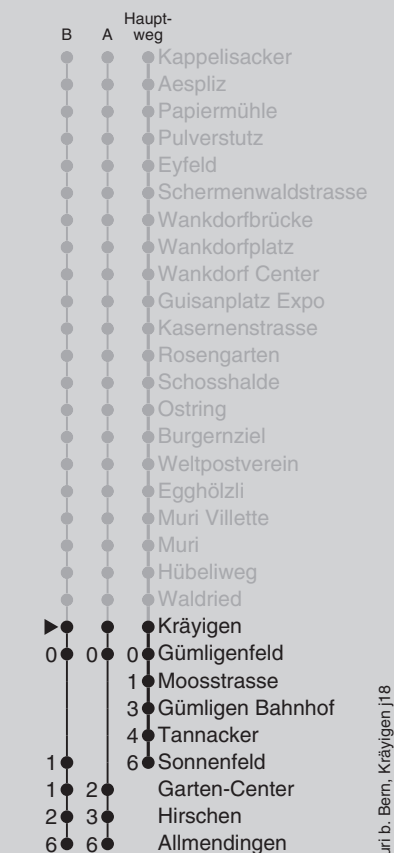 Haupt-
B A weg
Kappelisacker
Aespliz
Papiermühle
Pulverstutz
Eyfeld
Schermenwaldstrasse
Wankdorfbrücke
Wankdorfplatz
Wankdorf Center
Guisanplatz Expo
Kasernenstrasse
Rosengarten
Schosshalde
Ostring
Burgernziel
Weltpostverein
Egghölzli
Muri Villette
Muri
Hübeliweg
Waldried
Kräyigen
0 0 0 Gümligenfeld
1 Moosstrasse
3 Gümligen Bahnhof
4 Tannacker
1 6 Sonnenfeld
1 2 Garten-Center
2 3 Hirschen
6 6 Allmendingen
b. Bern, Kräyigen j18